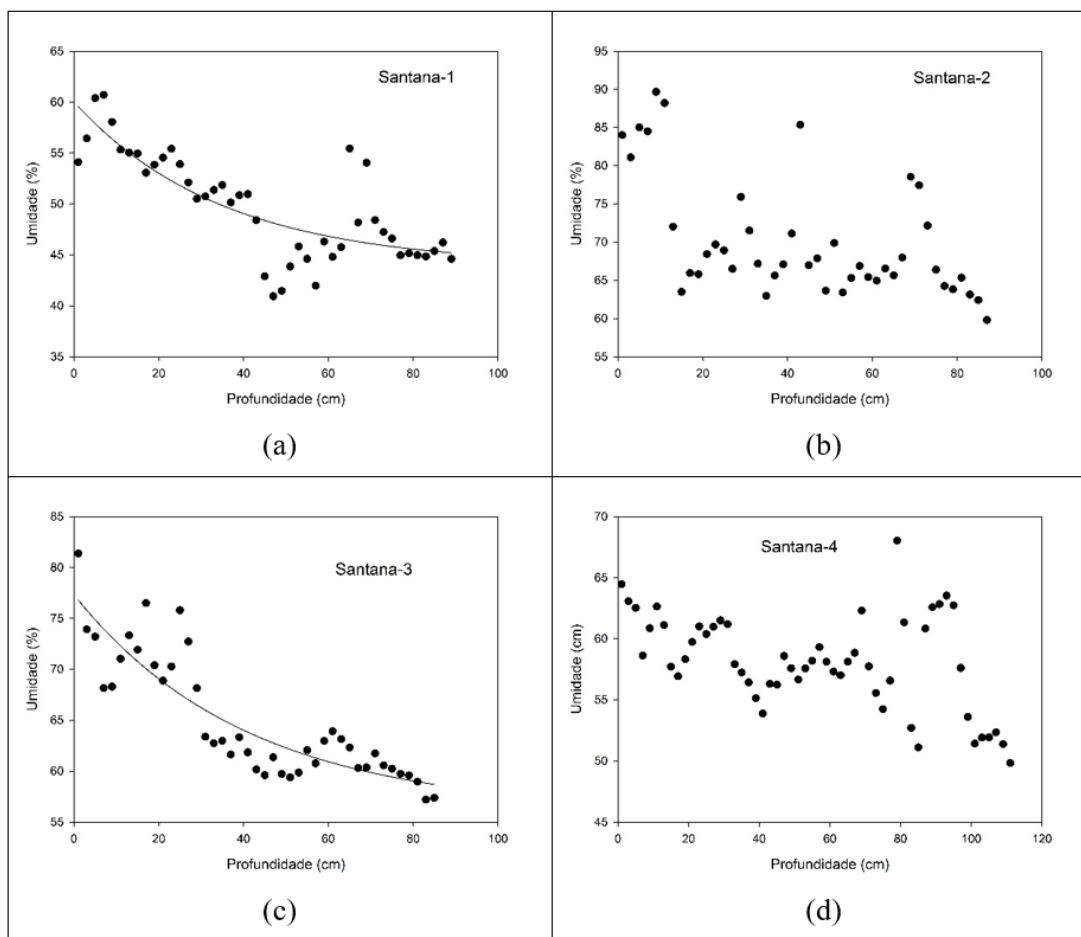 Santana-1
Umidade (%)
65
60
55
50
45
40
35
0 20 40 60 80 100
Profundidade (cm)
(a)
Santana-2
Umidade (%)
95
90
85
80
75
70
65
60
55
0 20 40 60 80 100
Profundidade (cm)
(b)
Santana-3
Umidade (%)
85
80
75
70
65
60
55
0 20 40 60 80 100
Profundidade (cm)
(c)
Santana-4
Umidade (cm)
70
65
60
55
50
45
0 20 40 60 80 100 120
Profundidade (cm)
(d)